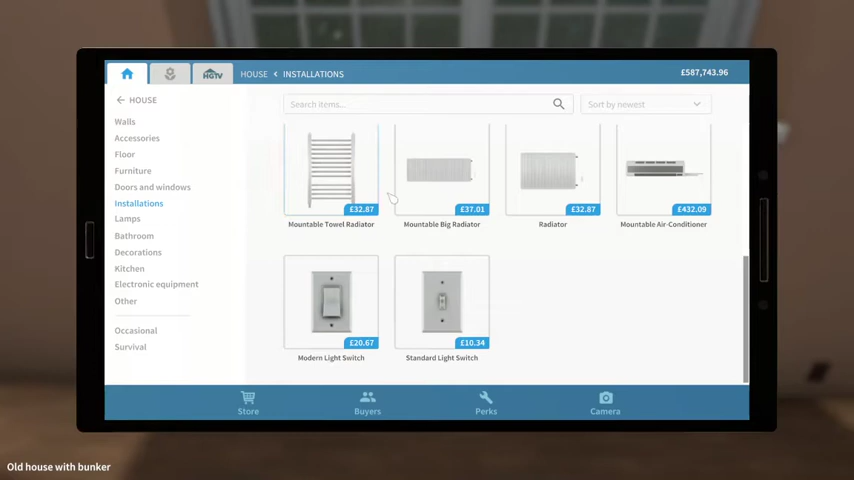 HGTV
HOUSE < INSTALLATIONS
£587,743.96
HOUSE
Search items...
Sort by newest
Walls
Accessories
Floor
Furniture
Doors and windows
Installations
Lamps
Bathroom
Decorations
Kitchen
Electronic equipment
Other
Occasional
Survival
£32.87
£37.01
£32.87
£432.09
Mountable Towel Radiator
Mountable Big Radiator
Radiator
Mountable Air-Conditioner
£20.67
£10.34
Modern Light Switch
Standard Light Switch
Store
Buyers
Perks
Camera
Old house with bunker